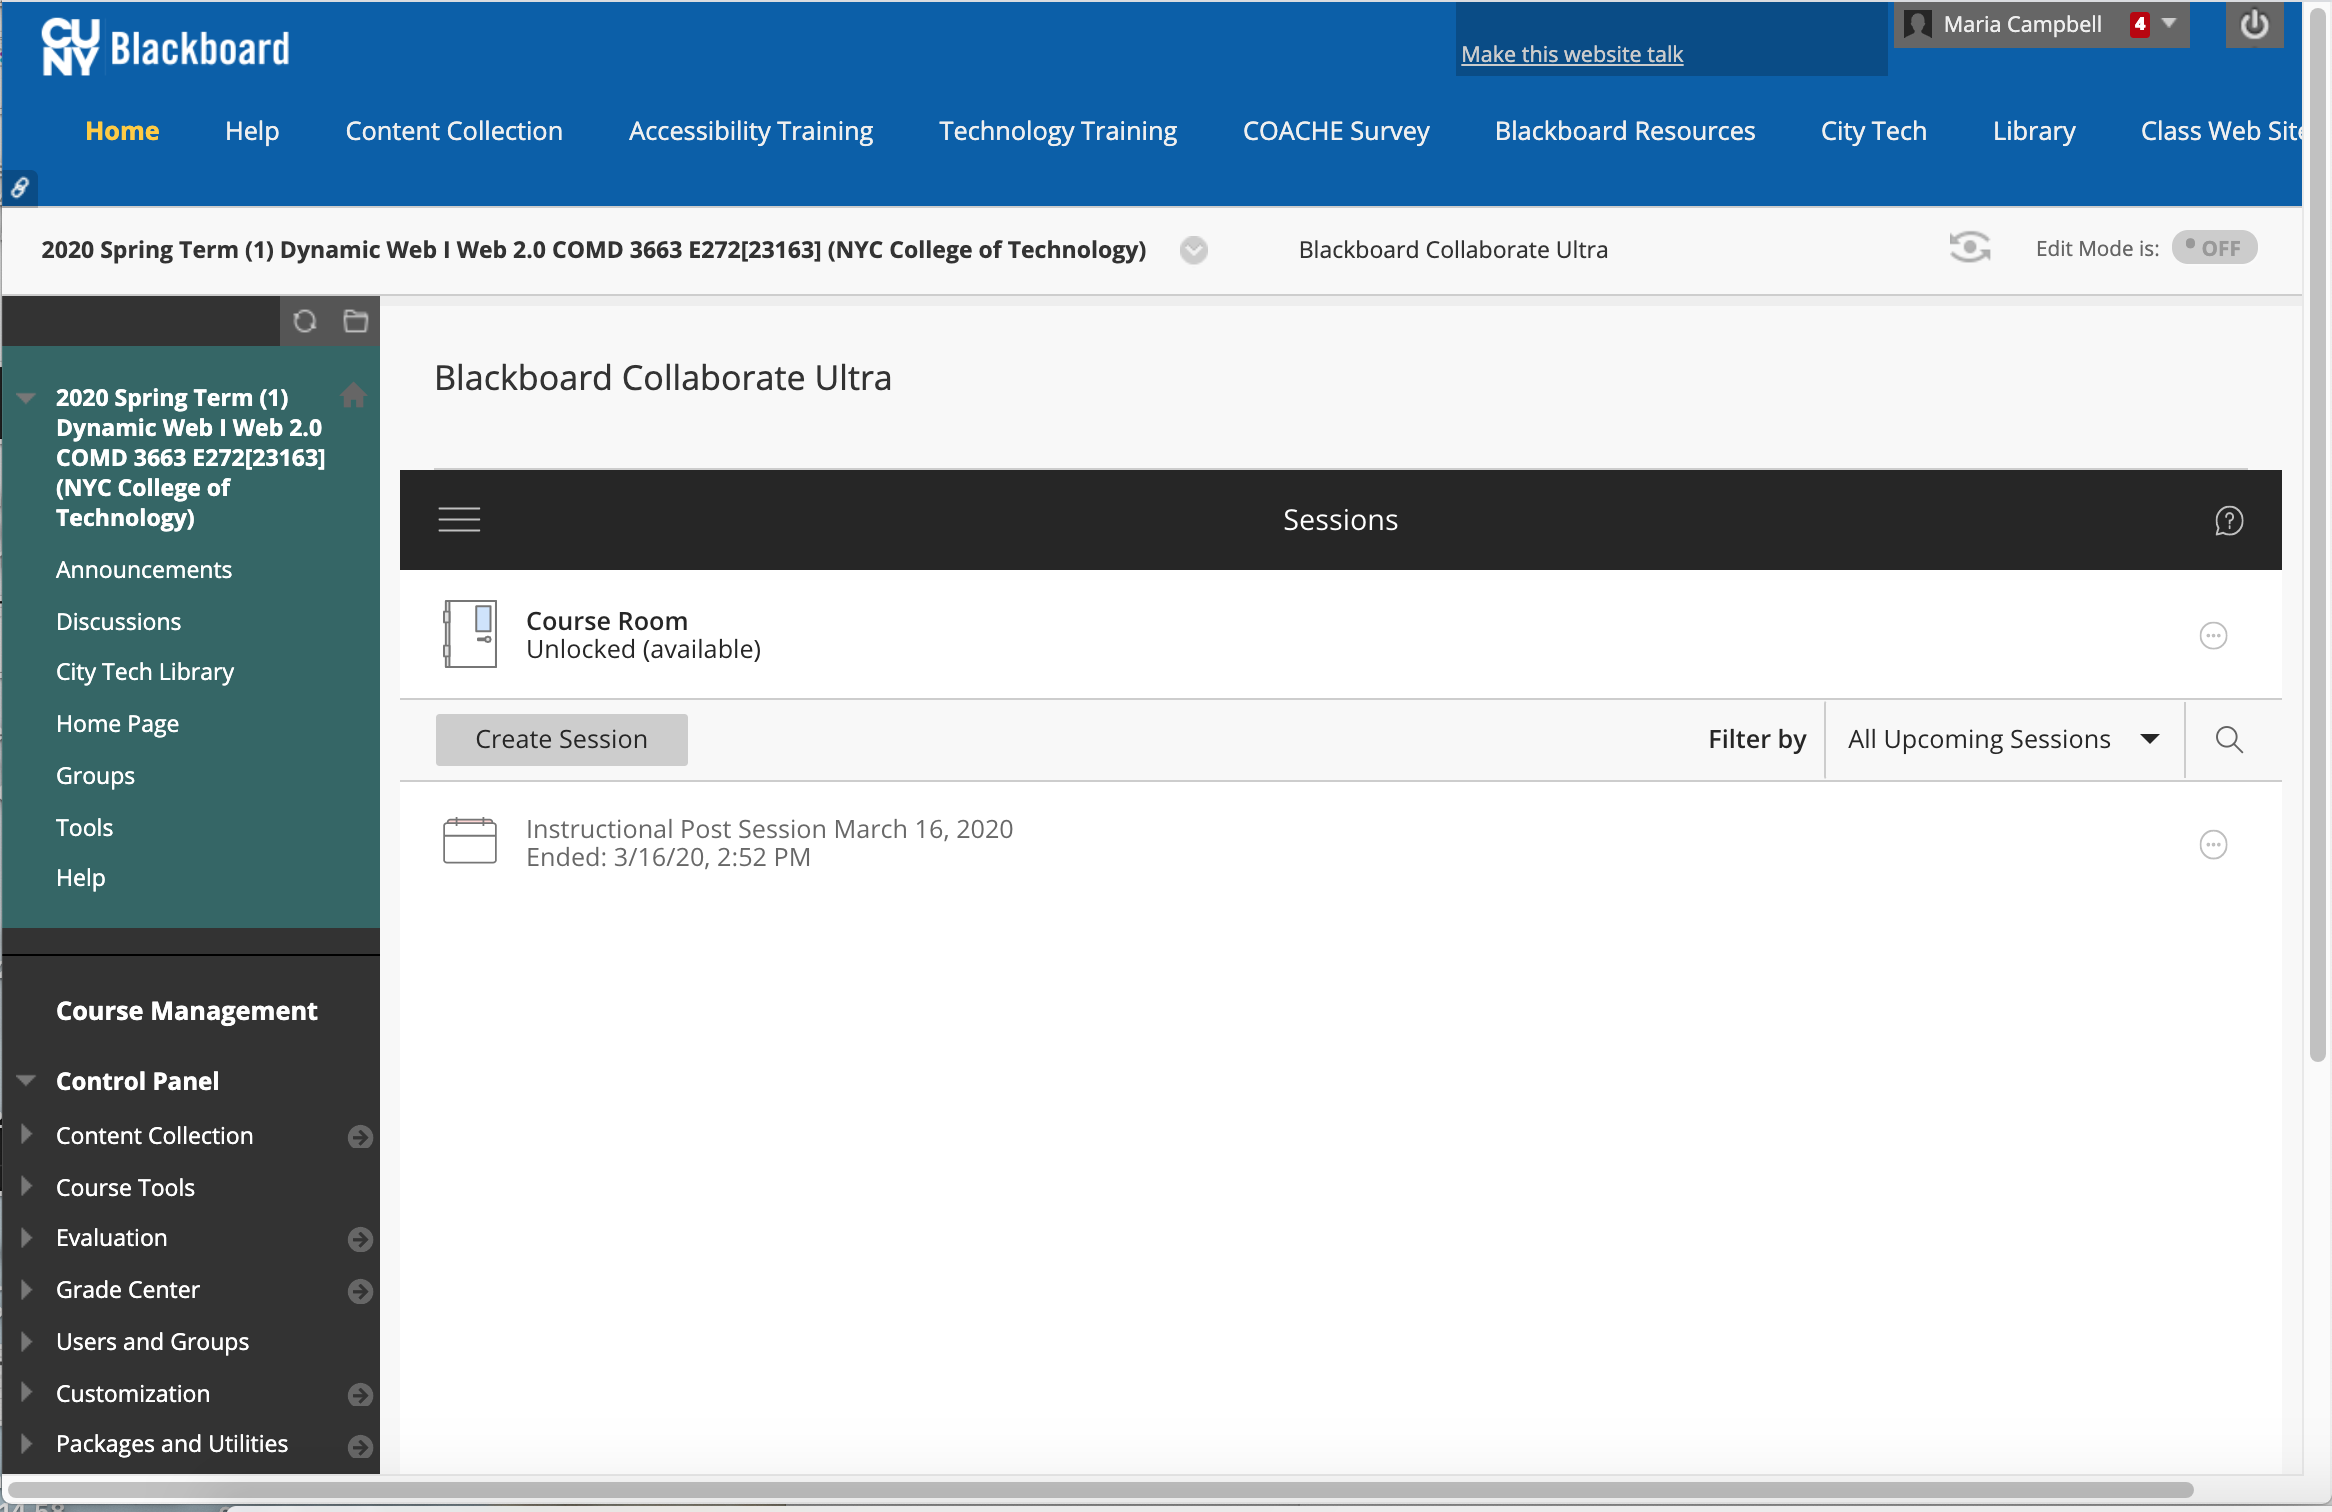 CUNY Blackboard
Make this website talk
Maria Campbell 4
Home Help Content Collection Accessibility Training Technology Training COACHE Survey Blackboard Resources City Tech Library Class Web Site
2020 Spring Term (1) Dynamic Web I Web 2.0 COMD 3663 E272[23163] (NYC College of Technology) Blackboard Collaborate Ultra Edit Mode is: OFF
2020 Spring Term (1)
Dynamic Web I Web 2.0
COMD 3663 E272[23163]
(NYC College of
Technology)
Announcements
Discussions
City Tech Library
Home Page
Groups
Tools
Help
Course Management
Control Panel
Content Collection
Course Tools
Evaluation
Grade Center
Users and Groups
Customization
Packages and Utilities
Blackboard Collaborate Ultra
Sessions
Course Room
Unlocked (available)
Create Session Filter by All Upcoming Sessions
Instructional Post Session March 16, 2020
Ended: 3/16/20, 2:52 PM